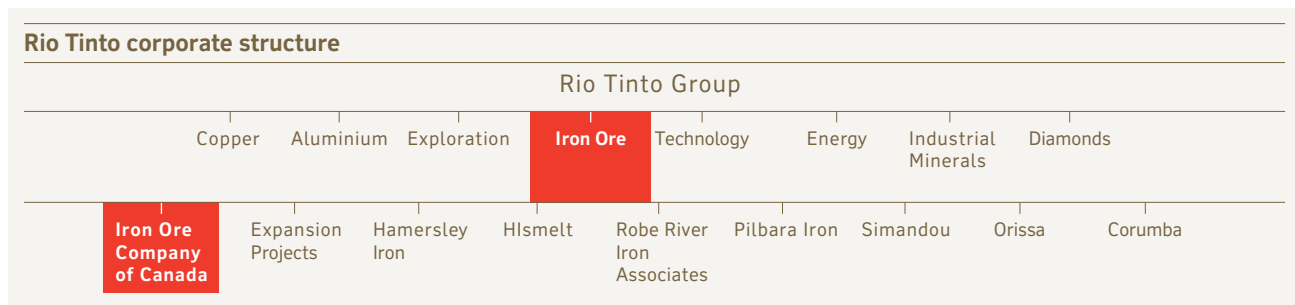 Rio Tinto corporate structure
Rio Tinto Group
Copper Aluminium Exploration Iron Ore Technology Energy Industrial Minerals Diamonds
Iron Ore Company of Canada
Expansion Projects
Hamersley Iron
HIsmelt
Robe River Iron Associates
Pilbara Iron
Simandou
Orissa
Corumba